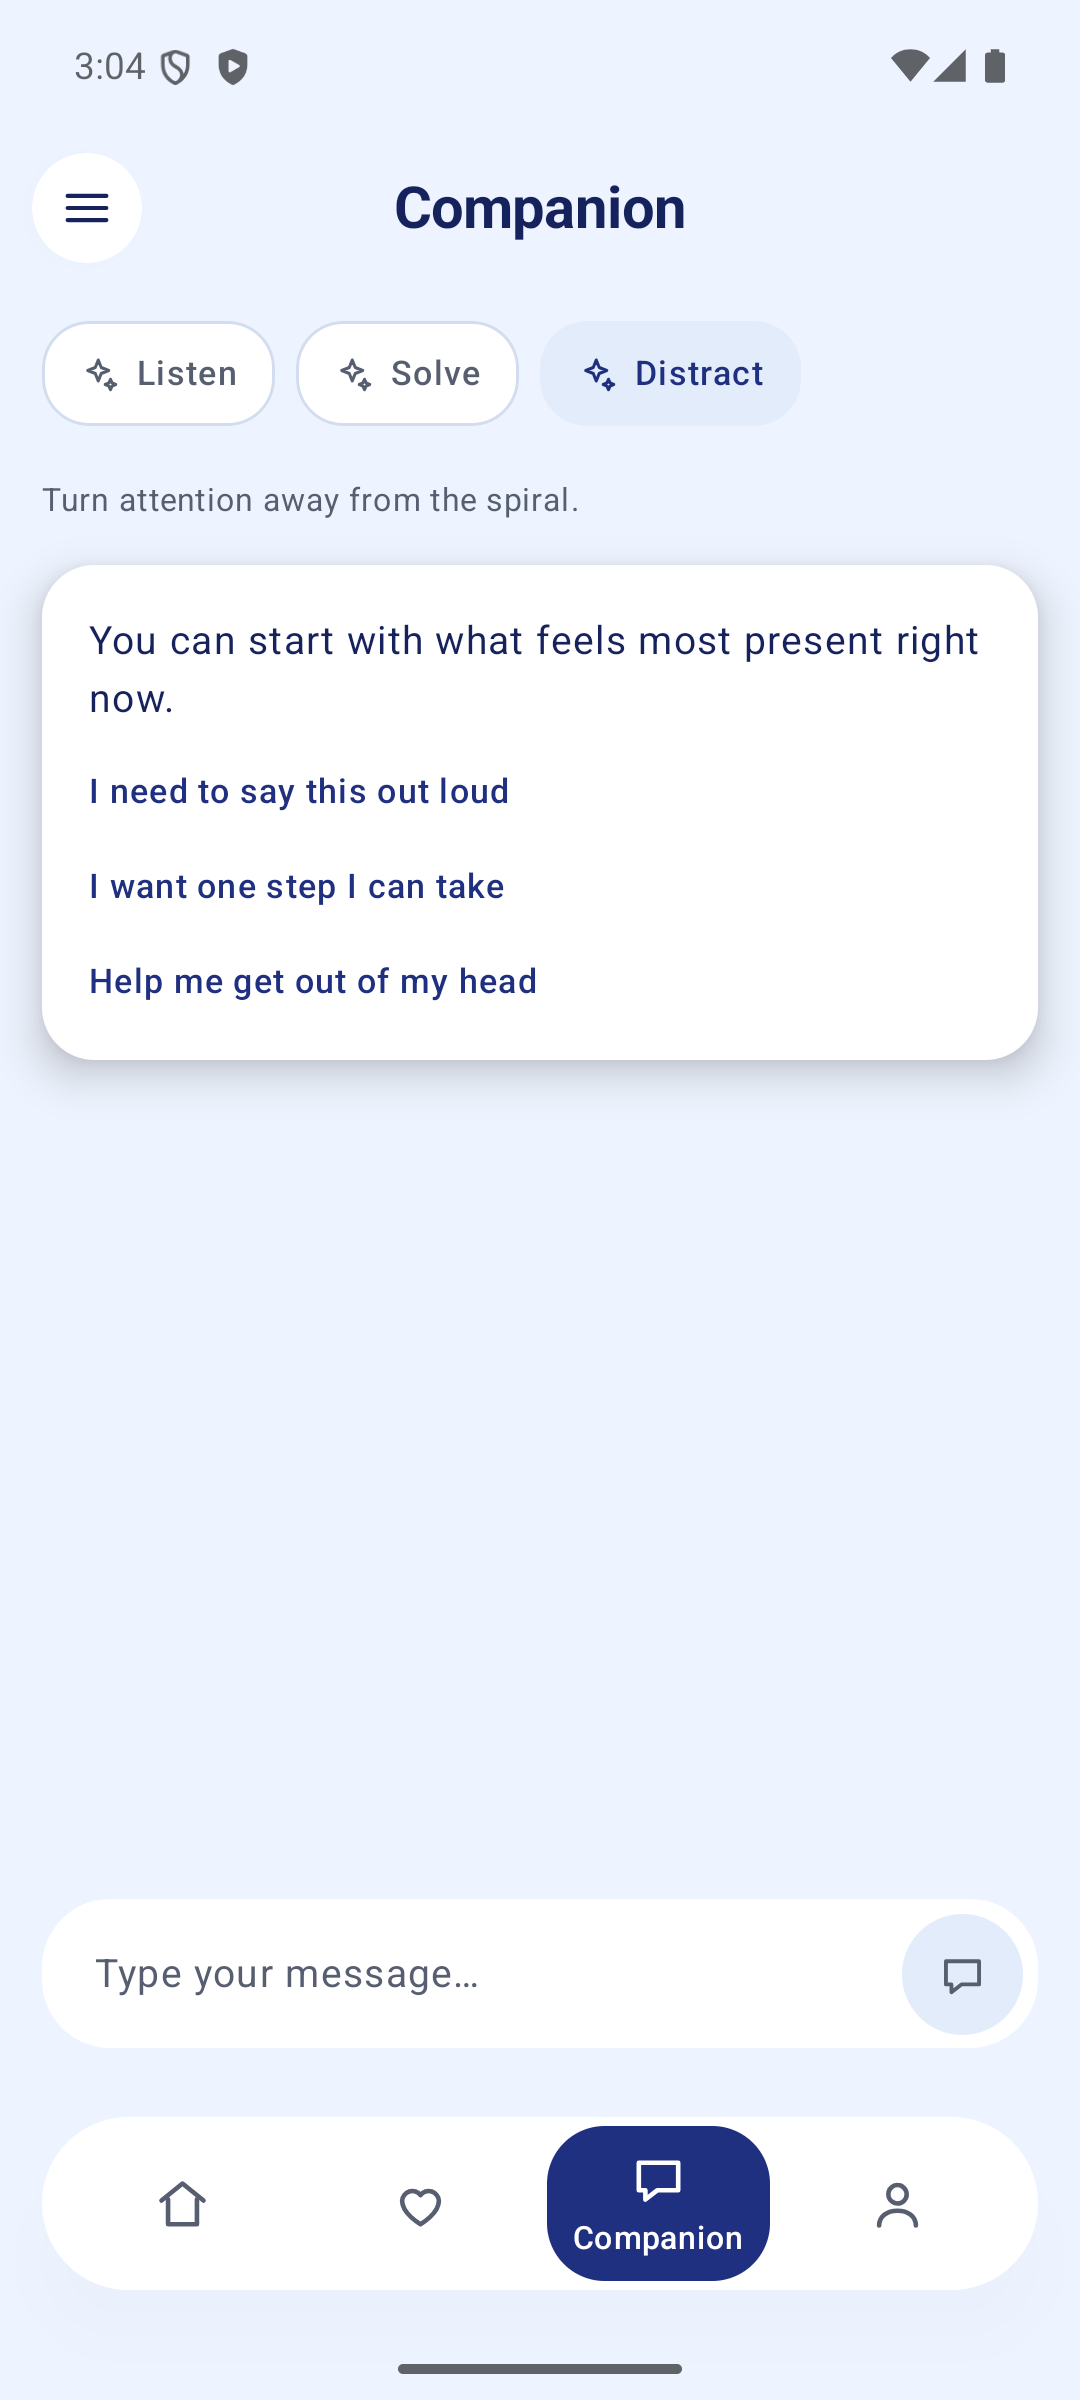 3:04
Companion
Listen
Solve
Distract
Turn attention away from the spiral.
You can start with what feels most present right
now.
I need to say this out loud
I want one step I can take
Help me get out of my head
Type your message…
Companion